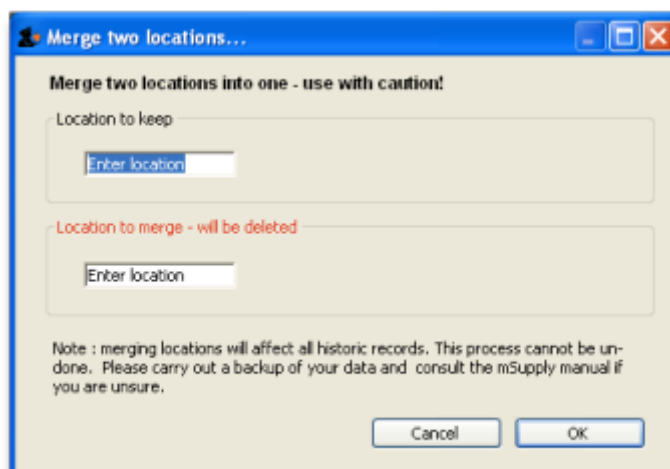 Merge two locations...
Merge two locations into one - use with caution!
Location to keep
Enter location
Location to merge - will be deleted
Enter location
Note : merging locations will affect all historic records. This process cannot be un-
done. Please carry out a backup of your data and consult the mSupply manual if
you are unsure.
Cancel OK